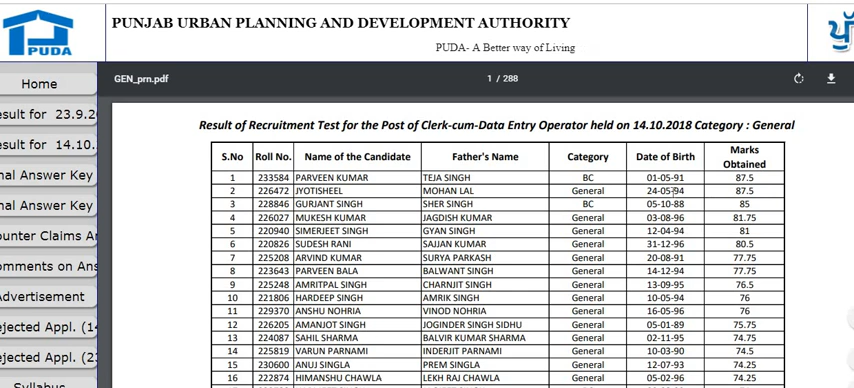 PUNJAB URBAN PLANNING AND DEVELOPMENT AUTHORITY
PUDA
PUDA- A Better way of Living
Home
GEN_prn.pdf 1 / 288
esult for 23.9.2
esult for 14.10.
nal Answer Key
nal Answer Key
ounter Claims A
omments on Ans
Advertisement
ejected Appl. (14
ejected Appl. (2
Syllabus
Result of Recruitment Test for the Post of Clerk-cum-Data Entry Operator held on 14.10.2018 Category : General
S.No Roll No. Name of the Candidate Father's Name Category Date of Birth Marks Obtained
1 233584 PARVEEN KUMAR TEJA SINGH BC 01-05-91 87.5
2 226472 JYOTISHEEL MOHAN LAL General 24-05-94 87.5
3 228846 GURJANT SINGH SHER SINGH BC 05-10-88 85
4 226027 MUKESH KUMAR JAGDISH KUMAR General 03-08-96 81.75
5 220940 SIMERJEET SINGH GYAN SINGH General 12-04-94 81
6 220826 SUDESH RANI SAJJAN KUMAR General 31-12-96 80.5
7 225208 ARVIND KUMAR SURYA PARKASH General 20-08-91 77.75
8 223643 PARVEEN BALA BALWANT SINGH General 14-12-94 77.75
9 225248 AMRITPAL SINGH CHARNJIT SINGH General 13-09-95 76.5
10 221806 HARDEEP SINGH AMRIK SINGH General 10-05-94 76
11 229370 ANSHU NOHRIA VINOD NOHRIA General 16-05-96 76
12 226205 AMANJOT SINGH JOGINDER SINGH SIDHU General 05-01-89 75.75
13 224087 SAHIL SHARMA BALVIR KUMAR SHARMA General 02-11-95 74.75
14 225819 VARUN PARNAMI INDERJIT PARNAMI General 10-03-90 74.5
15 230600 ANUJ SINGLA PREM SINGLA General 12-07-93 74.25
16 222874 HIMANSHU CHAWLA LEKH RAJ CHAWLA General 05-02-96 74.25